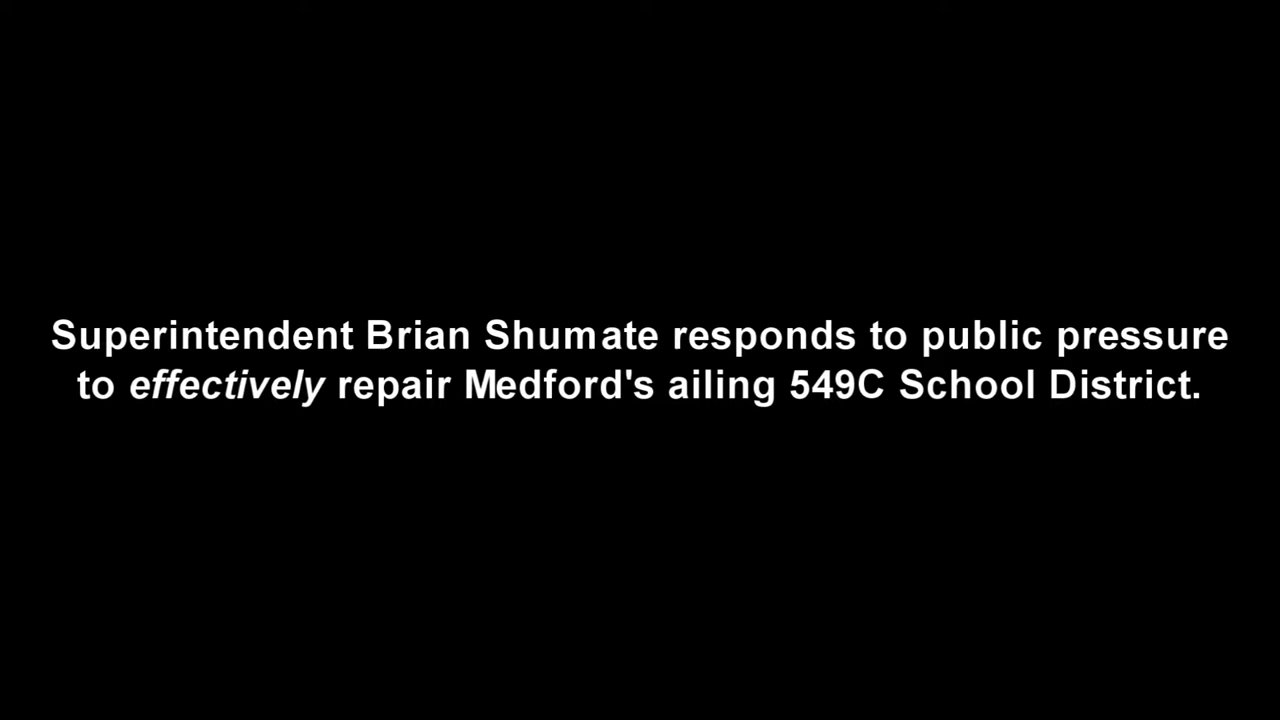 Superintendent Brian Shumate responds to public pressure
to effectively repair Medford's ailing 549C School District.